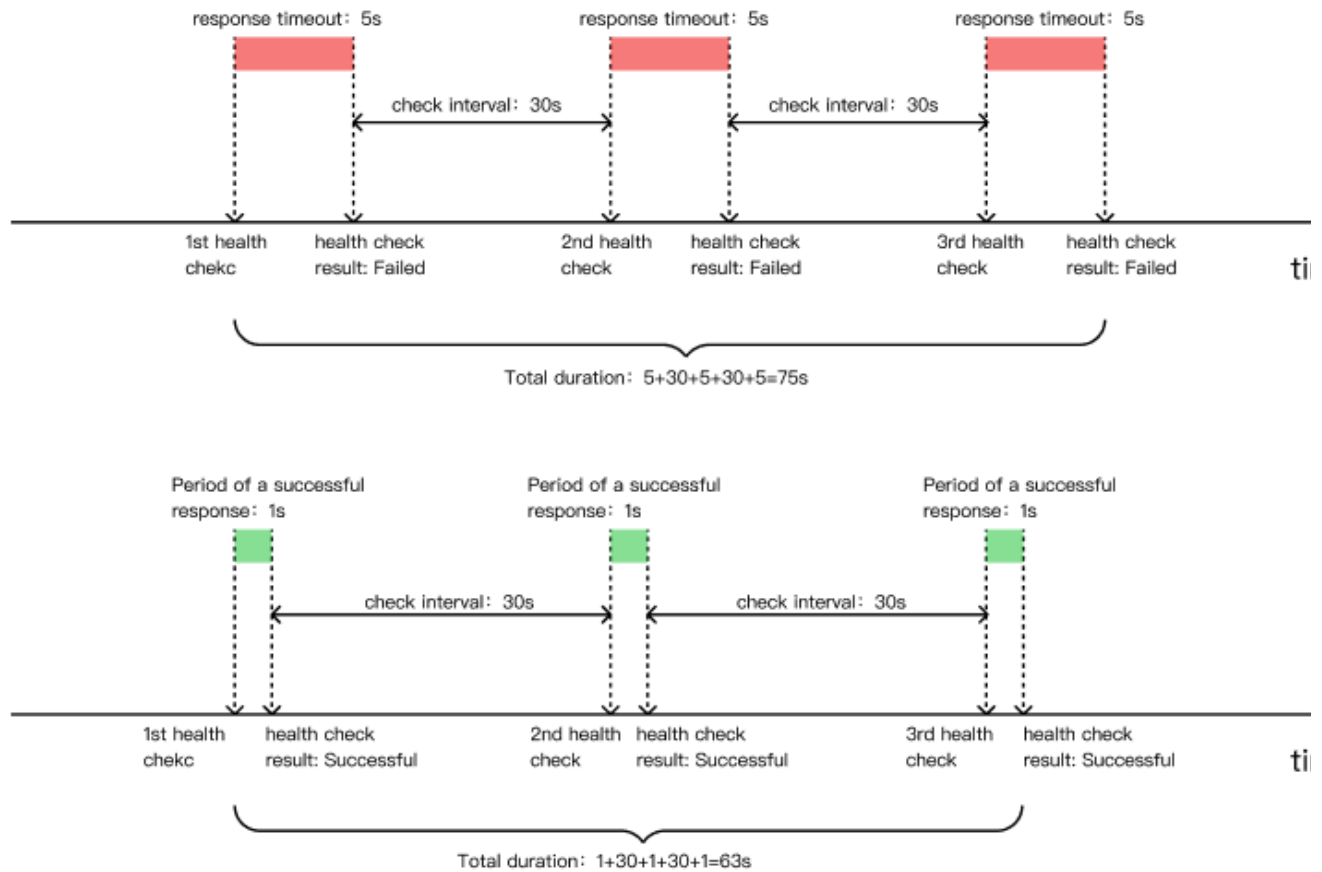 response timeout：5s
response timeout：5s
response timeout：5s
check interval：30s
check interval：30s
1st health
chekc
health check
result: Failed
2nd health
check
health check
result: Failed
3rd health
check
health check
result: Failed
ti
Total duration：5+30+5+30+5=75s
Period of a successful
response：1s
Period of a successful
response：1s
Period of a successful
response：1s
check interval：30s
check interval：30s
1st health
chekc
health check
result: Successful
2nd health
check
health check
result: Successful
3rd health
check
health check
result: Successful
ti
Total duration：1+30+1+30+1=63s